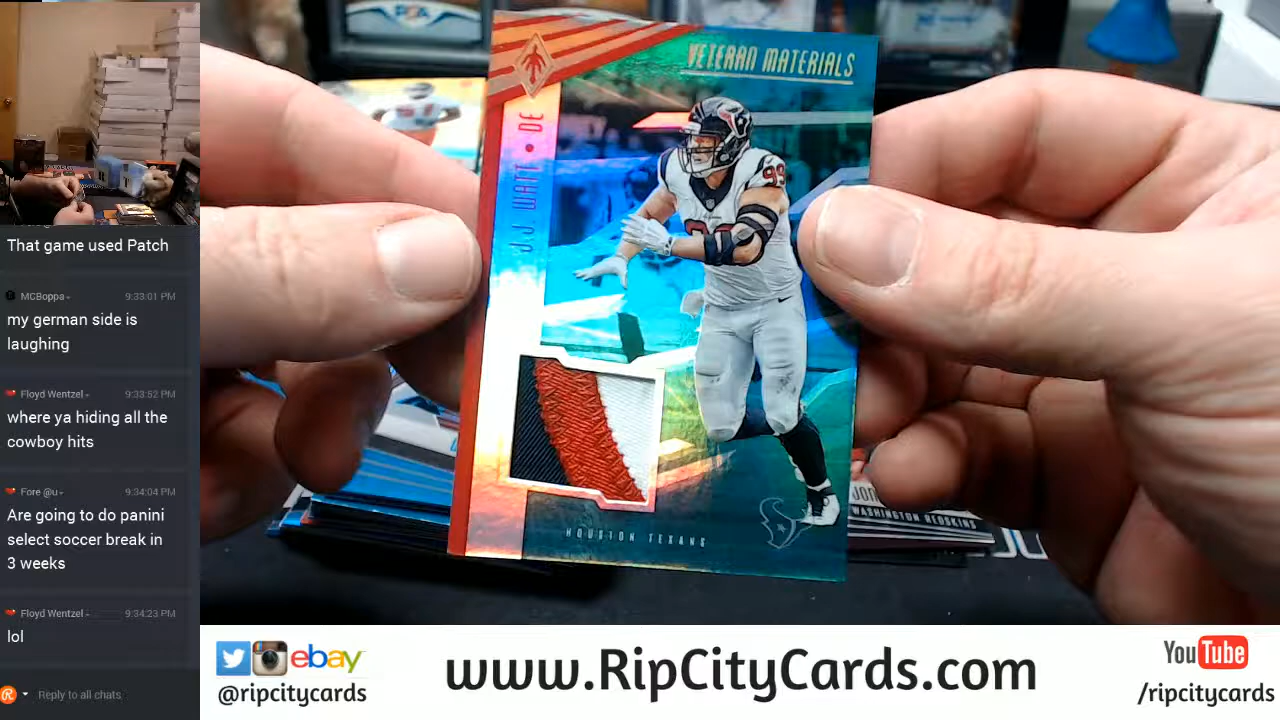 That game used Patch
MCBoppa
9:33:01 PM
my german side is
laughing
Floyd Wentzel
9:33:52 PM
where ya hiding all the
cowboy hits
Fore @u
9:34:04 PM
Are going to do panini
select soccer break in
3 weeks
Floyd Wentzel
9:34:23 PM
lol
Reply to all chats
PSA
VETERAN MATERIALS
J.J. WATT • DE
99
HOUSTON TEXANS
WASHINGTON REDSKINS
ebay
@ripcitycards
www.RipCityCards.com
YouTube
/ripcitycards